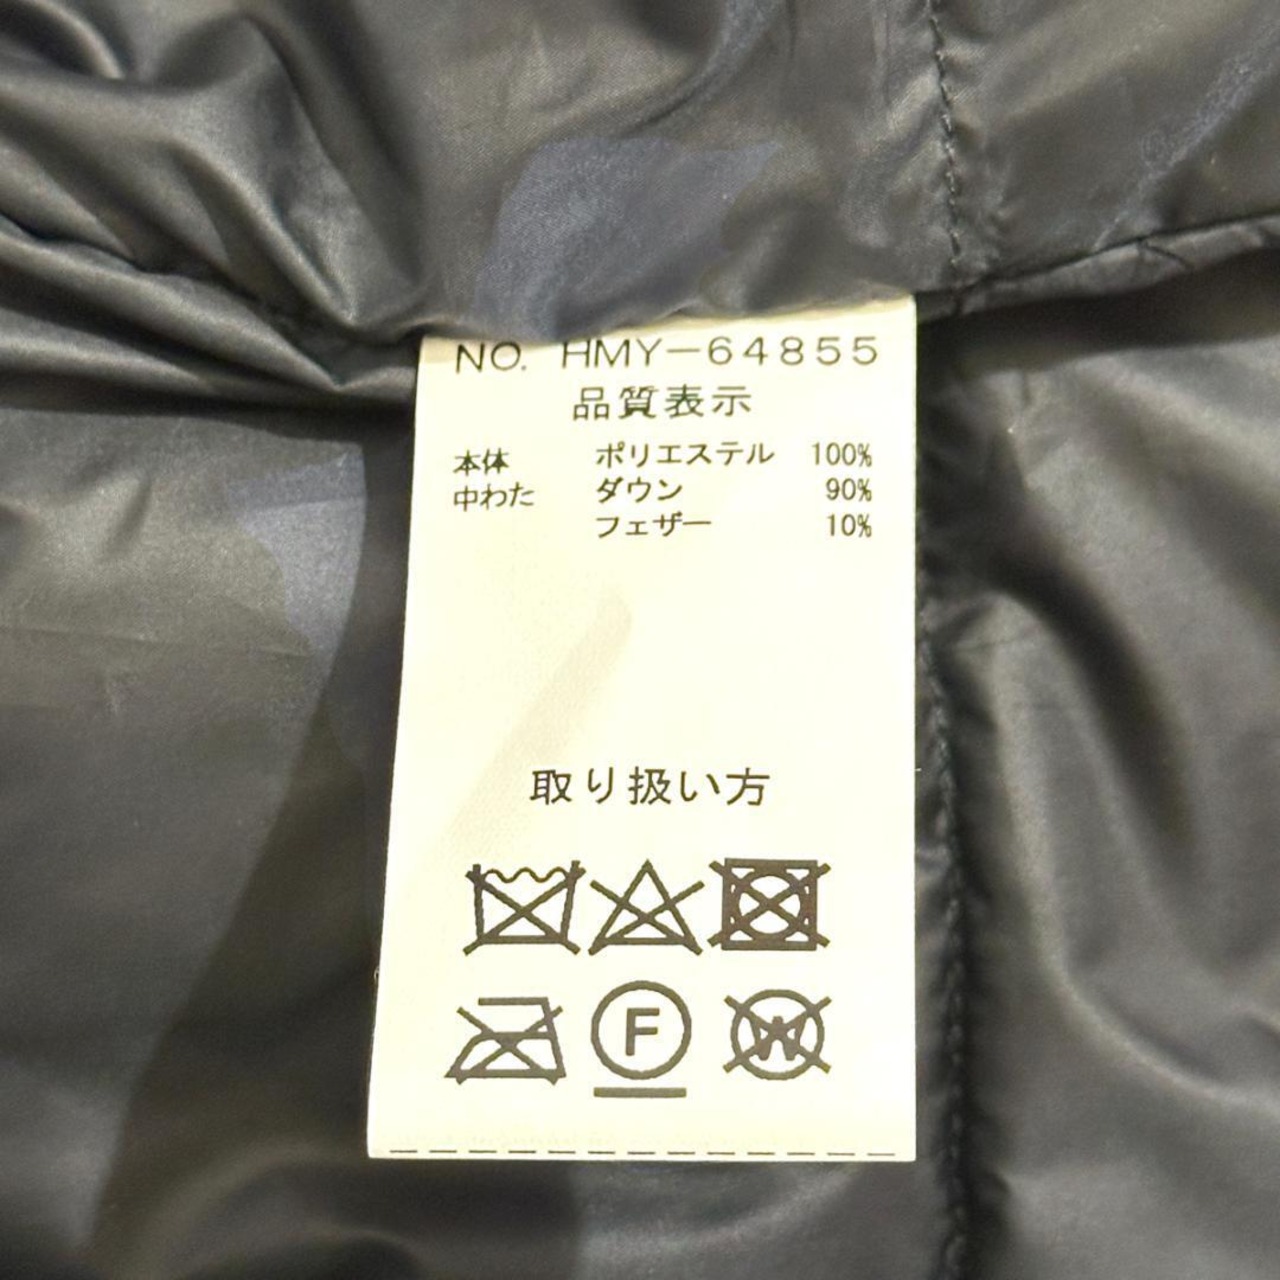 NO. HMY-64855
品質表示
本体 ポリエステル 100%
中わた ダウン 90%
フェザー 10%
取り扱い方
F W